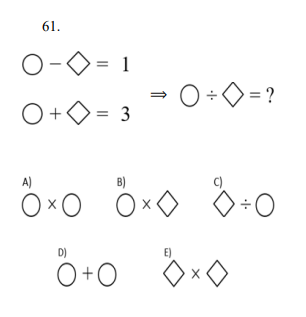 61.
○ − ◇ = 1
⇒ ○ ÷ ◇ = ?
○ + ◇ = 3
A) ○ × ○ B) ○ × ◇ C) ◇ ÷ ○
D) ○ + ○ E) ◇ × ◇